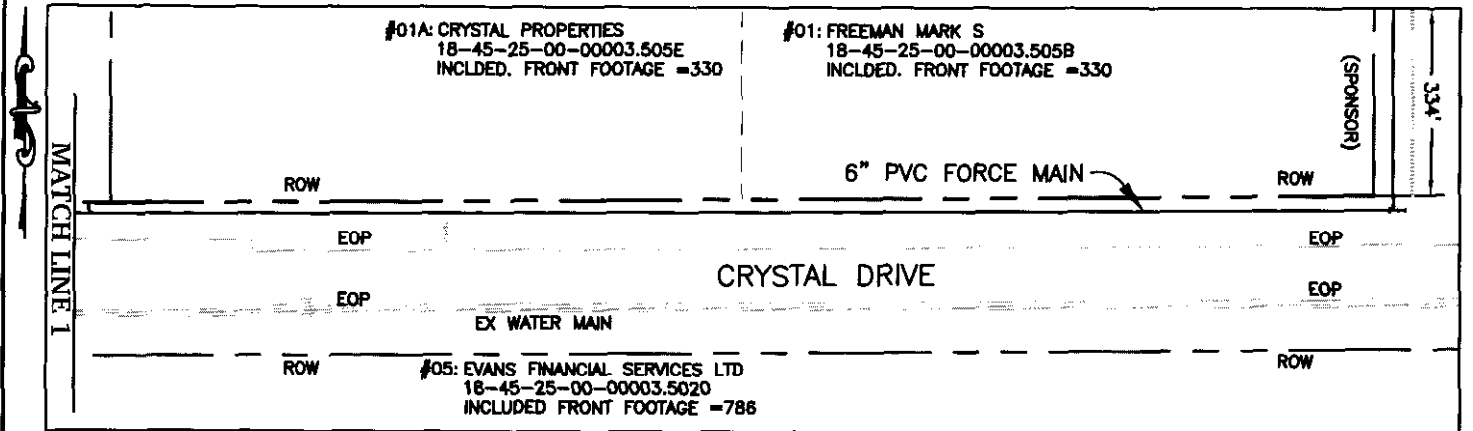 #01A: CRYSTAL PROPERTIES
18-45-25-00-00003.505E
INCLDED. FRONT FOOTAGE =330
#01: FREEMAN MARK S
18-45-25-00-00003.505B
INCLDED. FRONT FOOTAGE =330
(SPONSOR)
334'
MATCH LINE 1
ROW
6" PVC FORCE MAIN
ROW
EOP
EOP
CRYSTAL DRIVE
EOP
EOP
EX WATER MAIN
ROW
ROW
#05: EVANS FINANCIAL SERVICES LTD
18-45-25-00-00003.5020
INCLUDED FRONT FOOTAGE =786